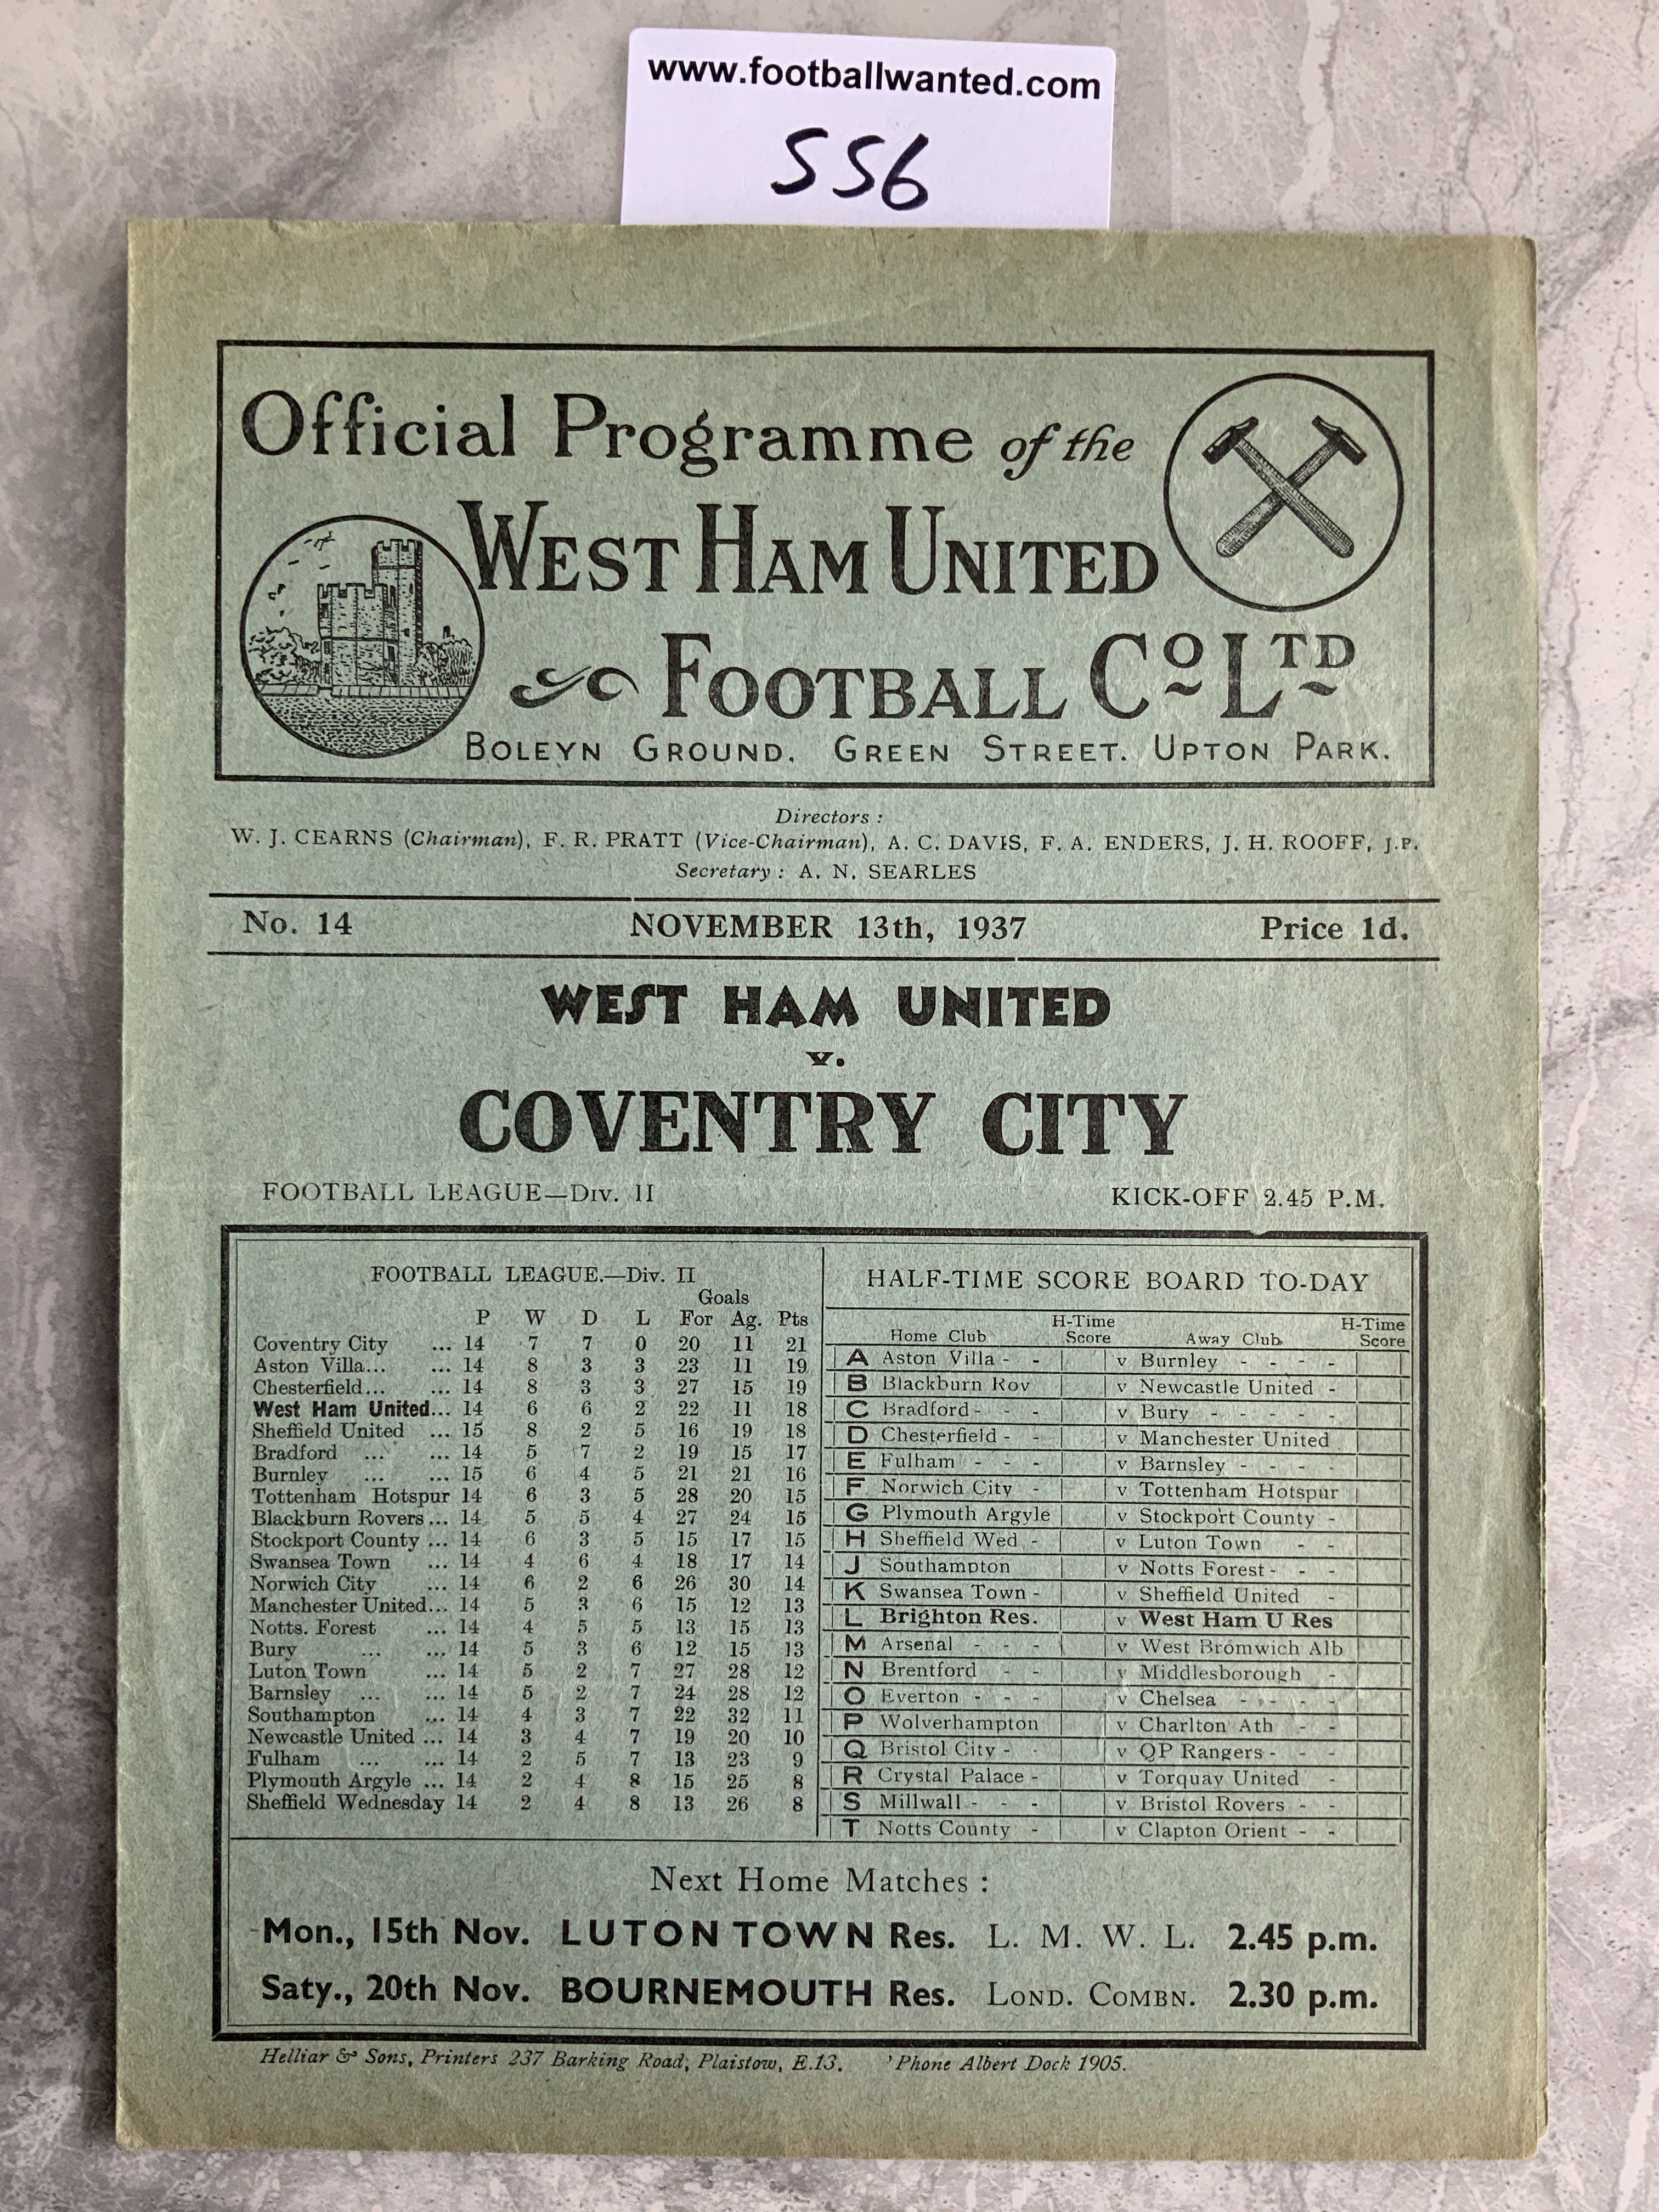 www.footballwanted.com
556
Official Programme of the
WEST HAM UNITED
FOOTBALL Co LTD
BOLEYN GROUND. GREEN STREET. UPTON PARK.
Directors :
W. J. CEARNS (Chairman), F. R. PRATT (Vice-Chairman), A. C. DAVIS, F. A. ENDERS, J. H. ROOFF, J.P.
Secretary : A. N. SEARLES
No. 14 NOVEMBER 13th, 1937 Price 1d.
WEST HAM UNITED
v.
COVENTRY CITY
FOOTBALL LEAGUE—Div. II KICK-OFF 2.45 P.M.
FOOTBALL LEAGUE.—Div. II
Goals
P W D L For Ag. Pts
Coventry City ... 14 7 7 0 20 11 21
Aston Villa... ... 14 8 3 3 23 11 19
Chesterfield... ... 14 8 3 3 27 15 19
West Ham United... 14 6 6 2 22 11 18
Sheffield United ... 15 8 2 5 16 19 18
Bradford ... ... 14 5 7 2 19 15 17
Burnley ... ... 15 6 4 5 21 21 16
Tottenham Hotspur 14 6 3 5 28 20 15
Blackburn Rovers ... 14 5 5 4 27 24 15
Stockport County ... 14 6 3 5 15 17 15
Swansea Town ... 14 4 6 4 18 17 14
Norwich City ... 14 6 2 6 26 30 14
Manchester United... 14 5 3 6 15 12 13
Notts. Forest ... 14 4 5 5 13 15 13
Bury ... ... 14 5 3 6 12 15 13
Luton Town ... 14 5 2 7 27 28 12
Barnsley ... ... 14 5 2 7 24 28 12
Southampton ... 14 4 3 7 22 32 11
Newcastle United ... 14 3 4 7 19 20 10
Fulham ... ... 14 2 5 7 13 23 9
Plymouth Argyle ... 14 2 4 8 15 25 8
Sheffield Wednesday 14 2 4 8 13 26 8
HALF-TIME SCORE BOARD TO-DAY
Home Club H-Time Score Away Club H-Time Score
A Aston Villa - - v Burnley - - - -
B Blackburn Rov v Newcastle United -
C Bradford - - - v Bury - - - - -
D Chesterfield - - v Manchester United
E Fulham - - - v Barnsley - - - -
F Norwich City - v Tottenham Hotspur
G Plymouth Argyle v Stockport County -
H Sheffield Wed - v Luton Town - -
J Southampton v Notts Forest - - -
K Swansea Town - v Sheffield United -
L Brighton Res. v West Ham U Res
M Arsenal - - - v West Bromwich Alb
N Brentford - - v Middlesborough -
O Everton - - - v Chelsea - - - -
P Wolverhampton v Charlton Ath - -
Q Bristol City - - v QP Rangers - - -
R Crystal Palace - v Torquay United -
S Millwall - - - v Bristol Rovers - -
T Notts County - v Clapton Orient - -
Next Home Matches :
Mon., 15th Nov. LUTON TOWN Res. L. M. W. L. 2.45 p.m.
Saty., 20th Nov. BOURNEMOUTH Res. LOND. COMBN. 2.30 p.m.
Helliar & Sons, Printers 237 Barking Road, Plaistow, E.13. 'Phone Albert Dock 1905.